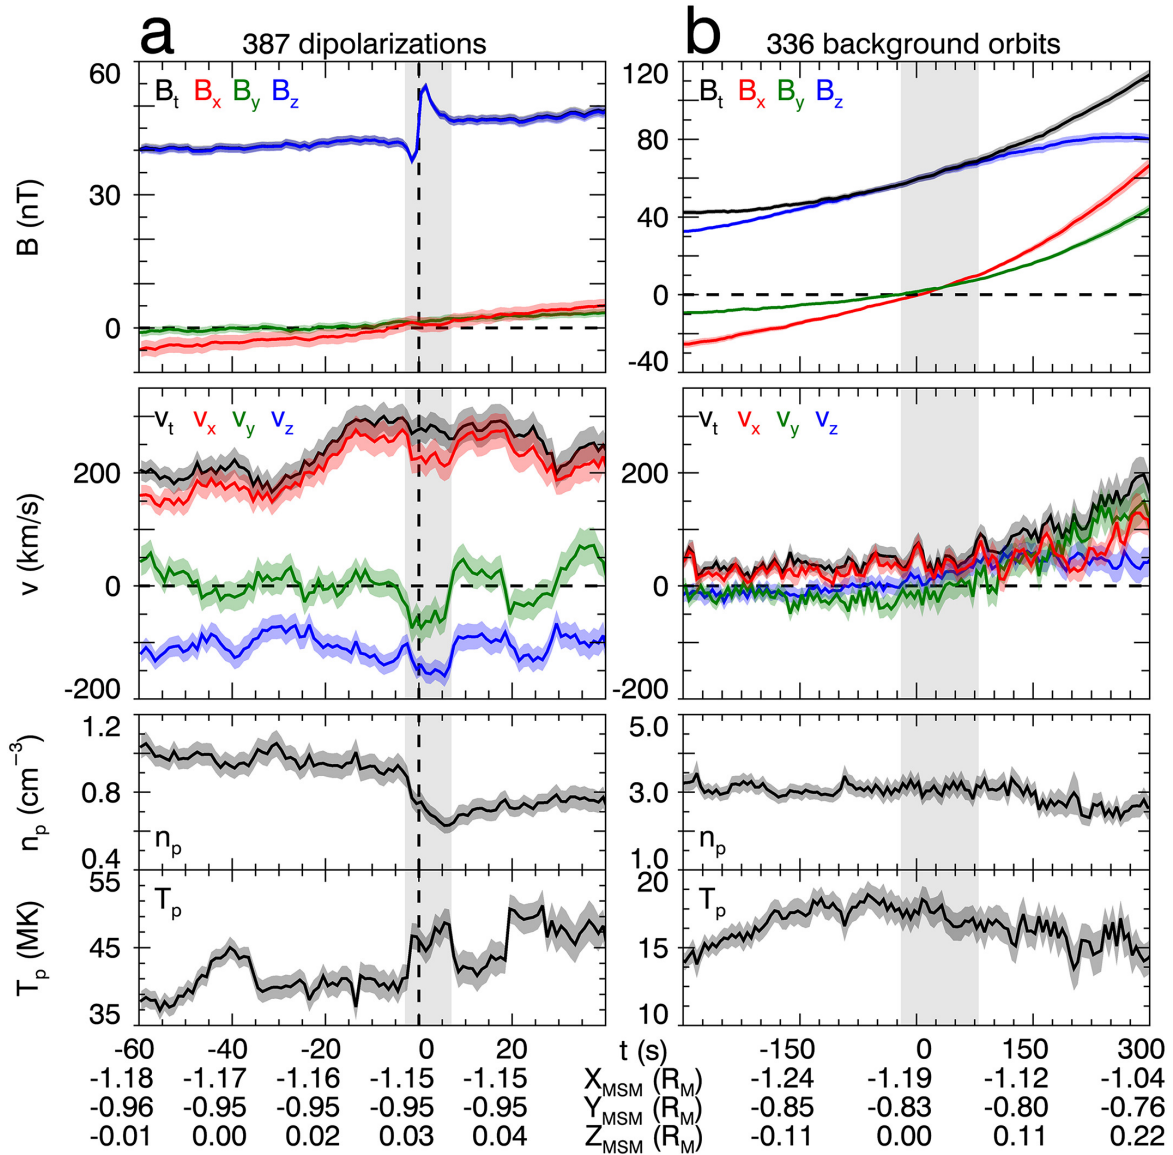 a
387 dipolarizations
b
336 background orbits
60
30
0
B (nT)
Bt Bx By Bz
120
80
40
0
-40
Bt Bx By Bz
200
0
-200
v (km/s)
vt vx vy vz
200
0
-200
vt vx vy vz
1.2
0.8
0.4
np (cm−3)
np
5.0
3.0
1.0
np
55
45
35
Tp (MK)
Tp
20
15
10
Tp
-60 -40 -20 0 20 t (s) -150 0 150 300
-1.18 -1.17 -1.16 -1.15 -1.15 XMSM (RM) -1.24 -1.19 -1.12 -1.04
-0.96 -0.95 -0.95 -0.95 -0.95 YMSM (RM) -0.85 -0.83 -0.80 -0.76
-0.01 0.00 0.02 0.03 0.04 ZMSM (RM) -0.11 0.00 0.11 0.22